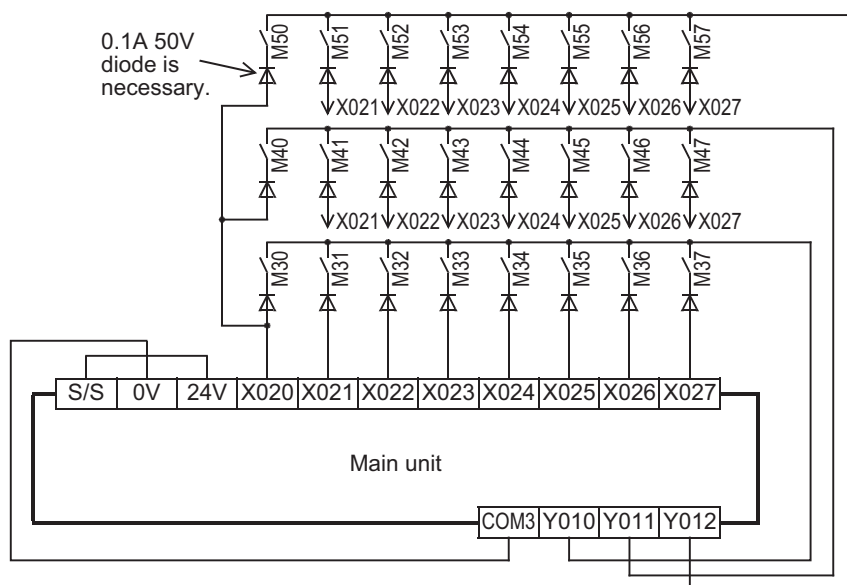 0.1A 50V
diode is
necessary.
M50 M51 M52 M53 M54 M55 M56 M57
X021 X022 X023 X024 X025 X026 X027
M40 M41 M42 M43 M44 M45 M46 M47
X021 X022 X023 X024 X025 X026 X027
M30 M31 M32 M33 M34 M35 M36 M37
S/S 0V 24V X020 X021 X022 X023 X024 X025 X026 X027
Main unit
COM3 Y010 Y011 Y012